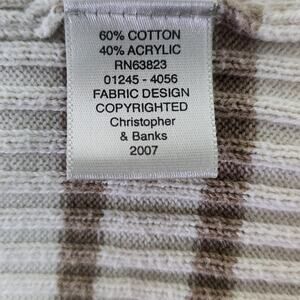 60% COTTON
40% ACRYLIC
RN63823
01245 - 4056
FABRIC DESIGN
COPYRIGHTED
Christopher
& Banks
2007